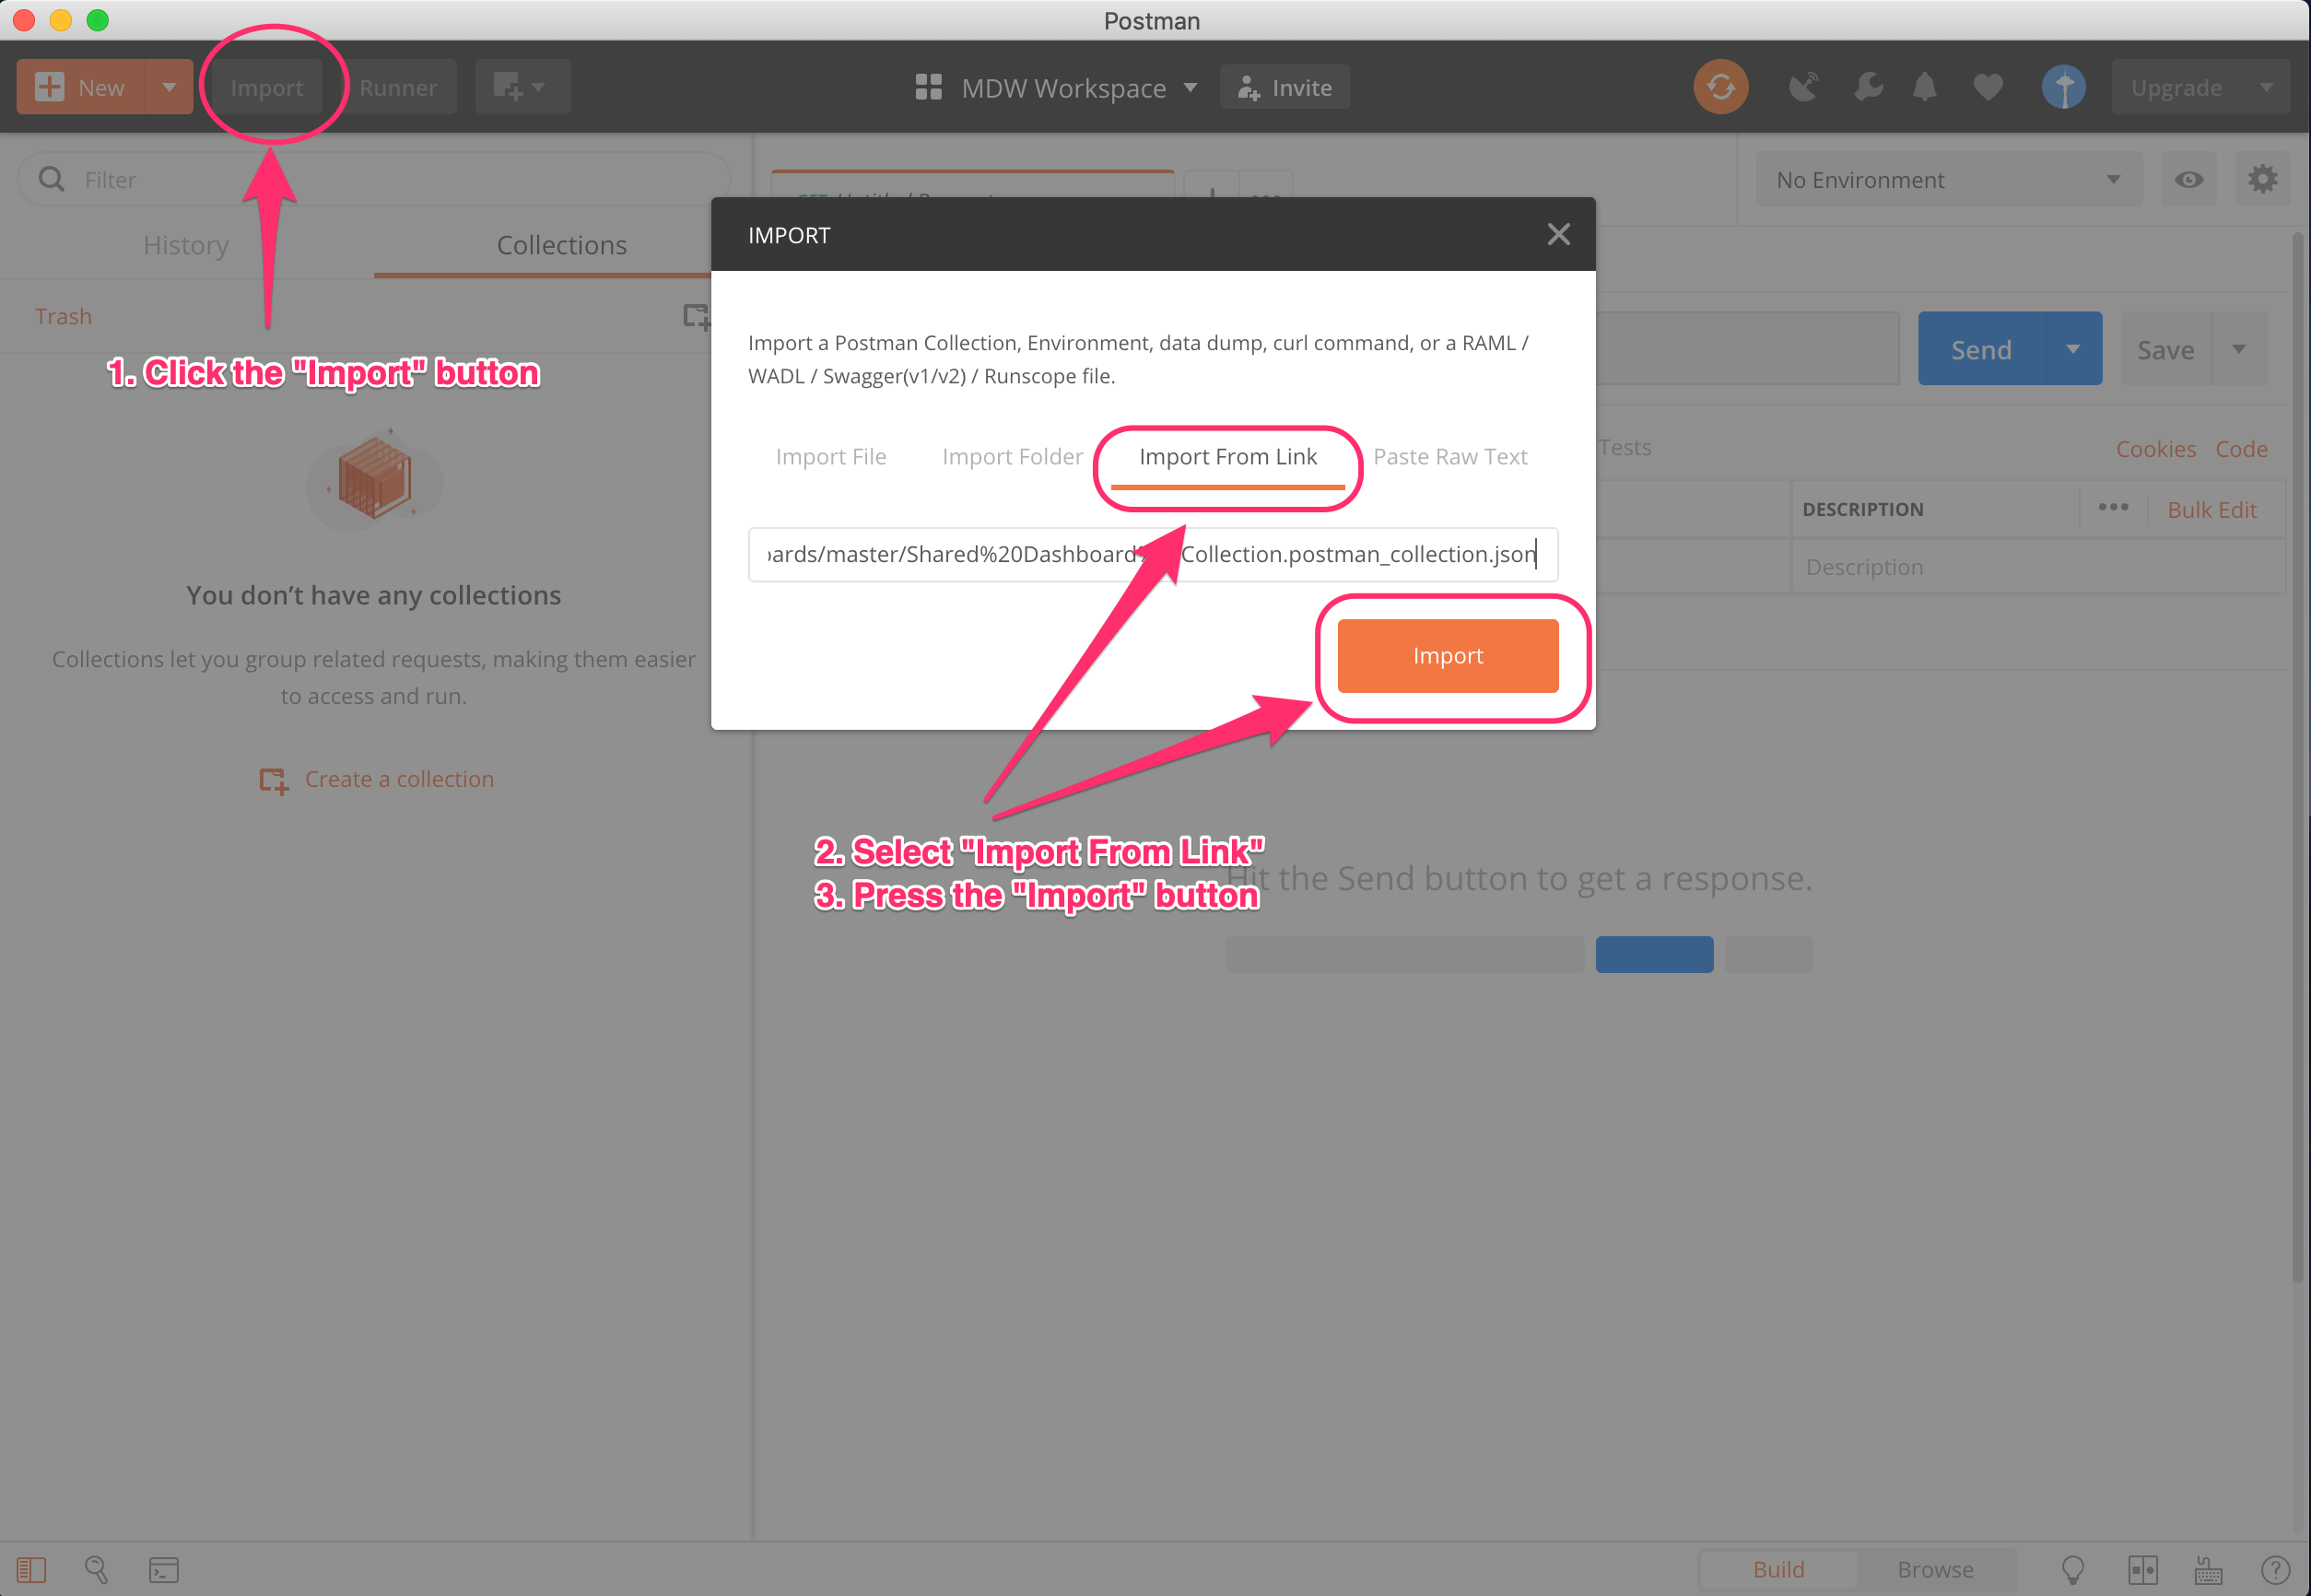 Postman
New
Import
Runner
MDW Workspace
Invite
Upgrade
Filter
No Environment
History
Collections
IMPORT
Trash
Import a Postman Collection, Environment, data dump, curl command, or a RAML /
WADL / Swagger(v1/v2) / Runscope file.
Send
Save
1. Click the "Import" button
Import File
Import Folder
Import From Link
Paste Raw Text
Tests
Cookies
Code
DESCRIPTION
Bulk Edit
/master/Shared%20Dashboard Collection.postman_collection.json
Description
You don’t have any collections
Collections let you group related requests, making them easier
to access and run.
Import
Create a collection
2. Select "Import From Link"
3. Press the "Import" button
Hit the Send button to get a response.
Build
Browse